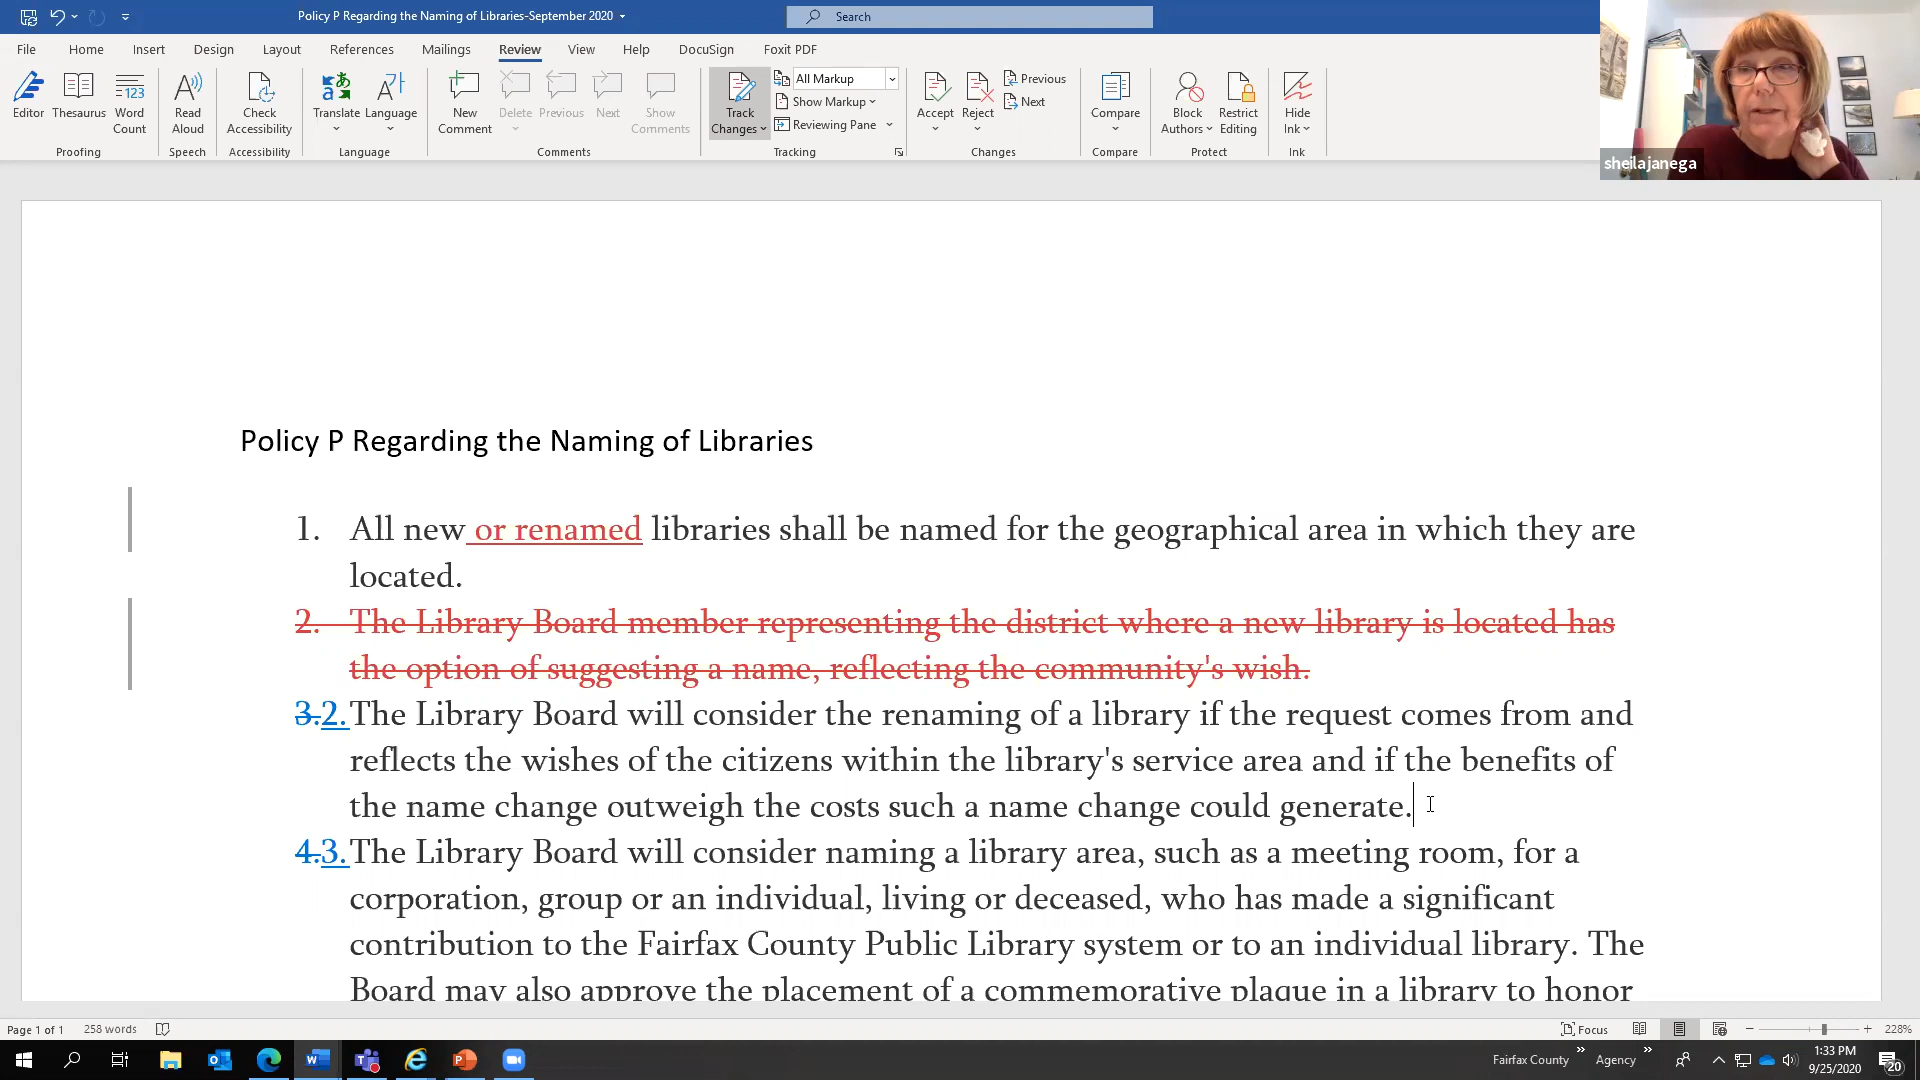 Policy P Regarding the Naming of Libraries-September 2020
Search
File Home Insert Design Layout References Mailings Review View Help DocuSign Foxit PDF
Editor
Thesaurus
Word Count
Read Aloud
Check Accessibility
Translate
Language
New Comment
Delete
Previous
Next
Show Comments
Track Changes
All Markup
Show Markup
Reviewing Pane
Accept
Reject
Previous
Next
Compare
Block Authors
Restrict Editing
Hide Ink
Proofing Speech Accessibility Language Comments Tracking Changes Compare Protect Ink
sheilajanega
Policy P Regarding the Naming of Libraries
1. All new or renamed libraries shall be named for the geographical area in which they are
located.
2. The Library Board member representing the district where a new library is located has
the option of suggesting a name, reflecting the community's wish.
3.2. The Library Board will consider the renaming of a library if the request comes from and
reflects the wishes of the citizens within the library's service area and if the benefits of
the name change outweigh the costs such a name change could generate.
4.3. The Library Board will consider naming a library area, such as a meeting room, for a
corporation, group or an individual, living or deceased, who has made a significant
contribution to the Fairfax County Public Library system or to an individual library. The
Board may also approve the placement of a commemorative plaque in a library to honor
Page 1 of 1 258 words Focus 228%
Fairfax County Agency
1:33 PM
9/25/2020
20